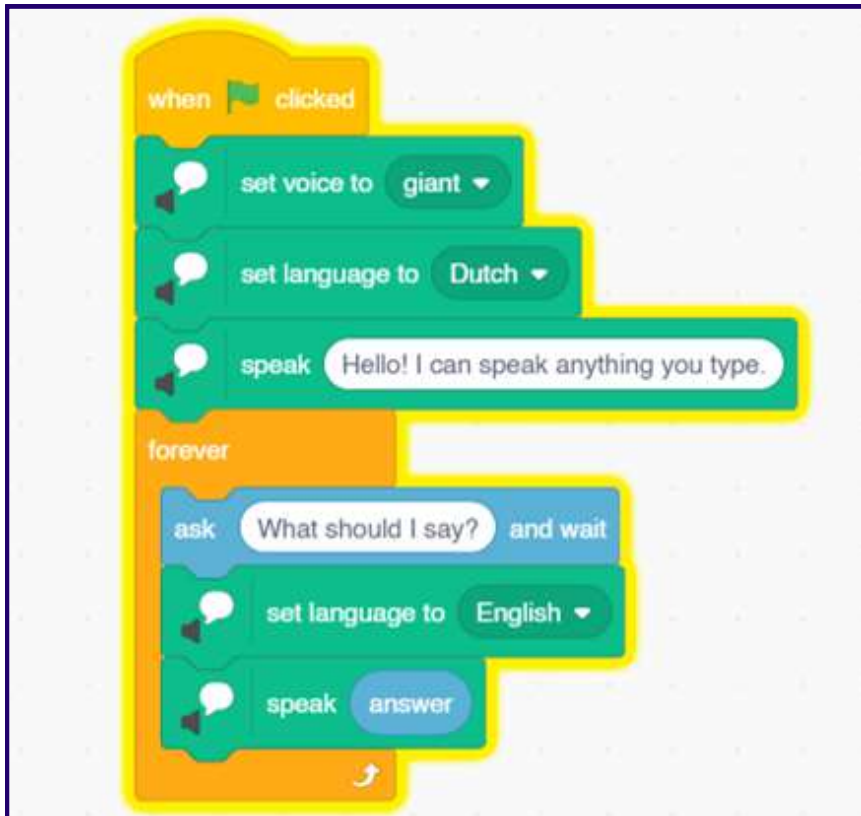 when clicked
set voice to giant
set language to Dutch
speak Hello! I can speak anything you type.
forever
ask What should I say? and wait
set language to English
speak answer